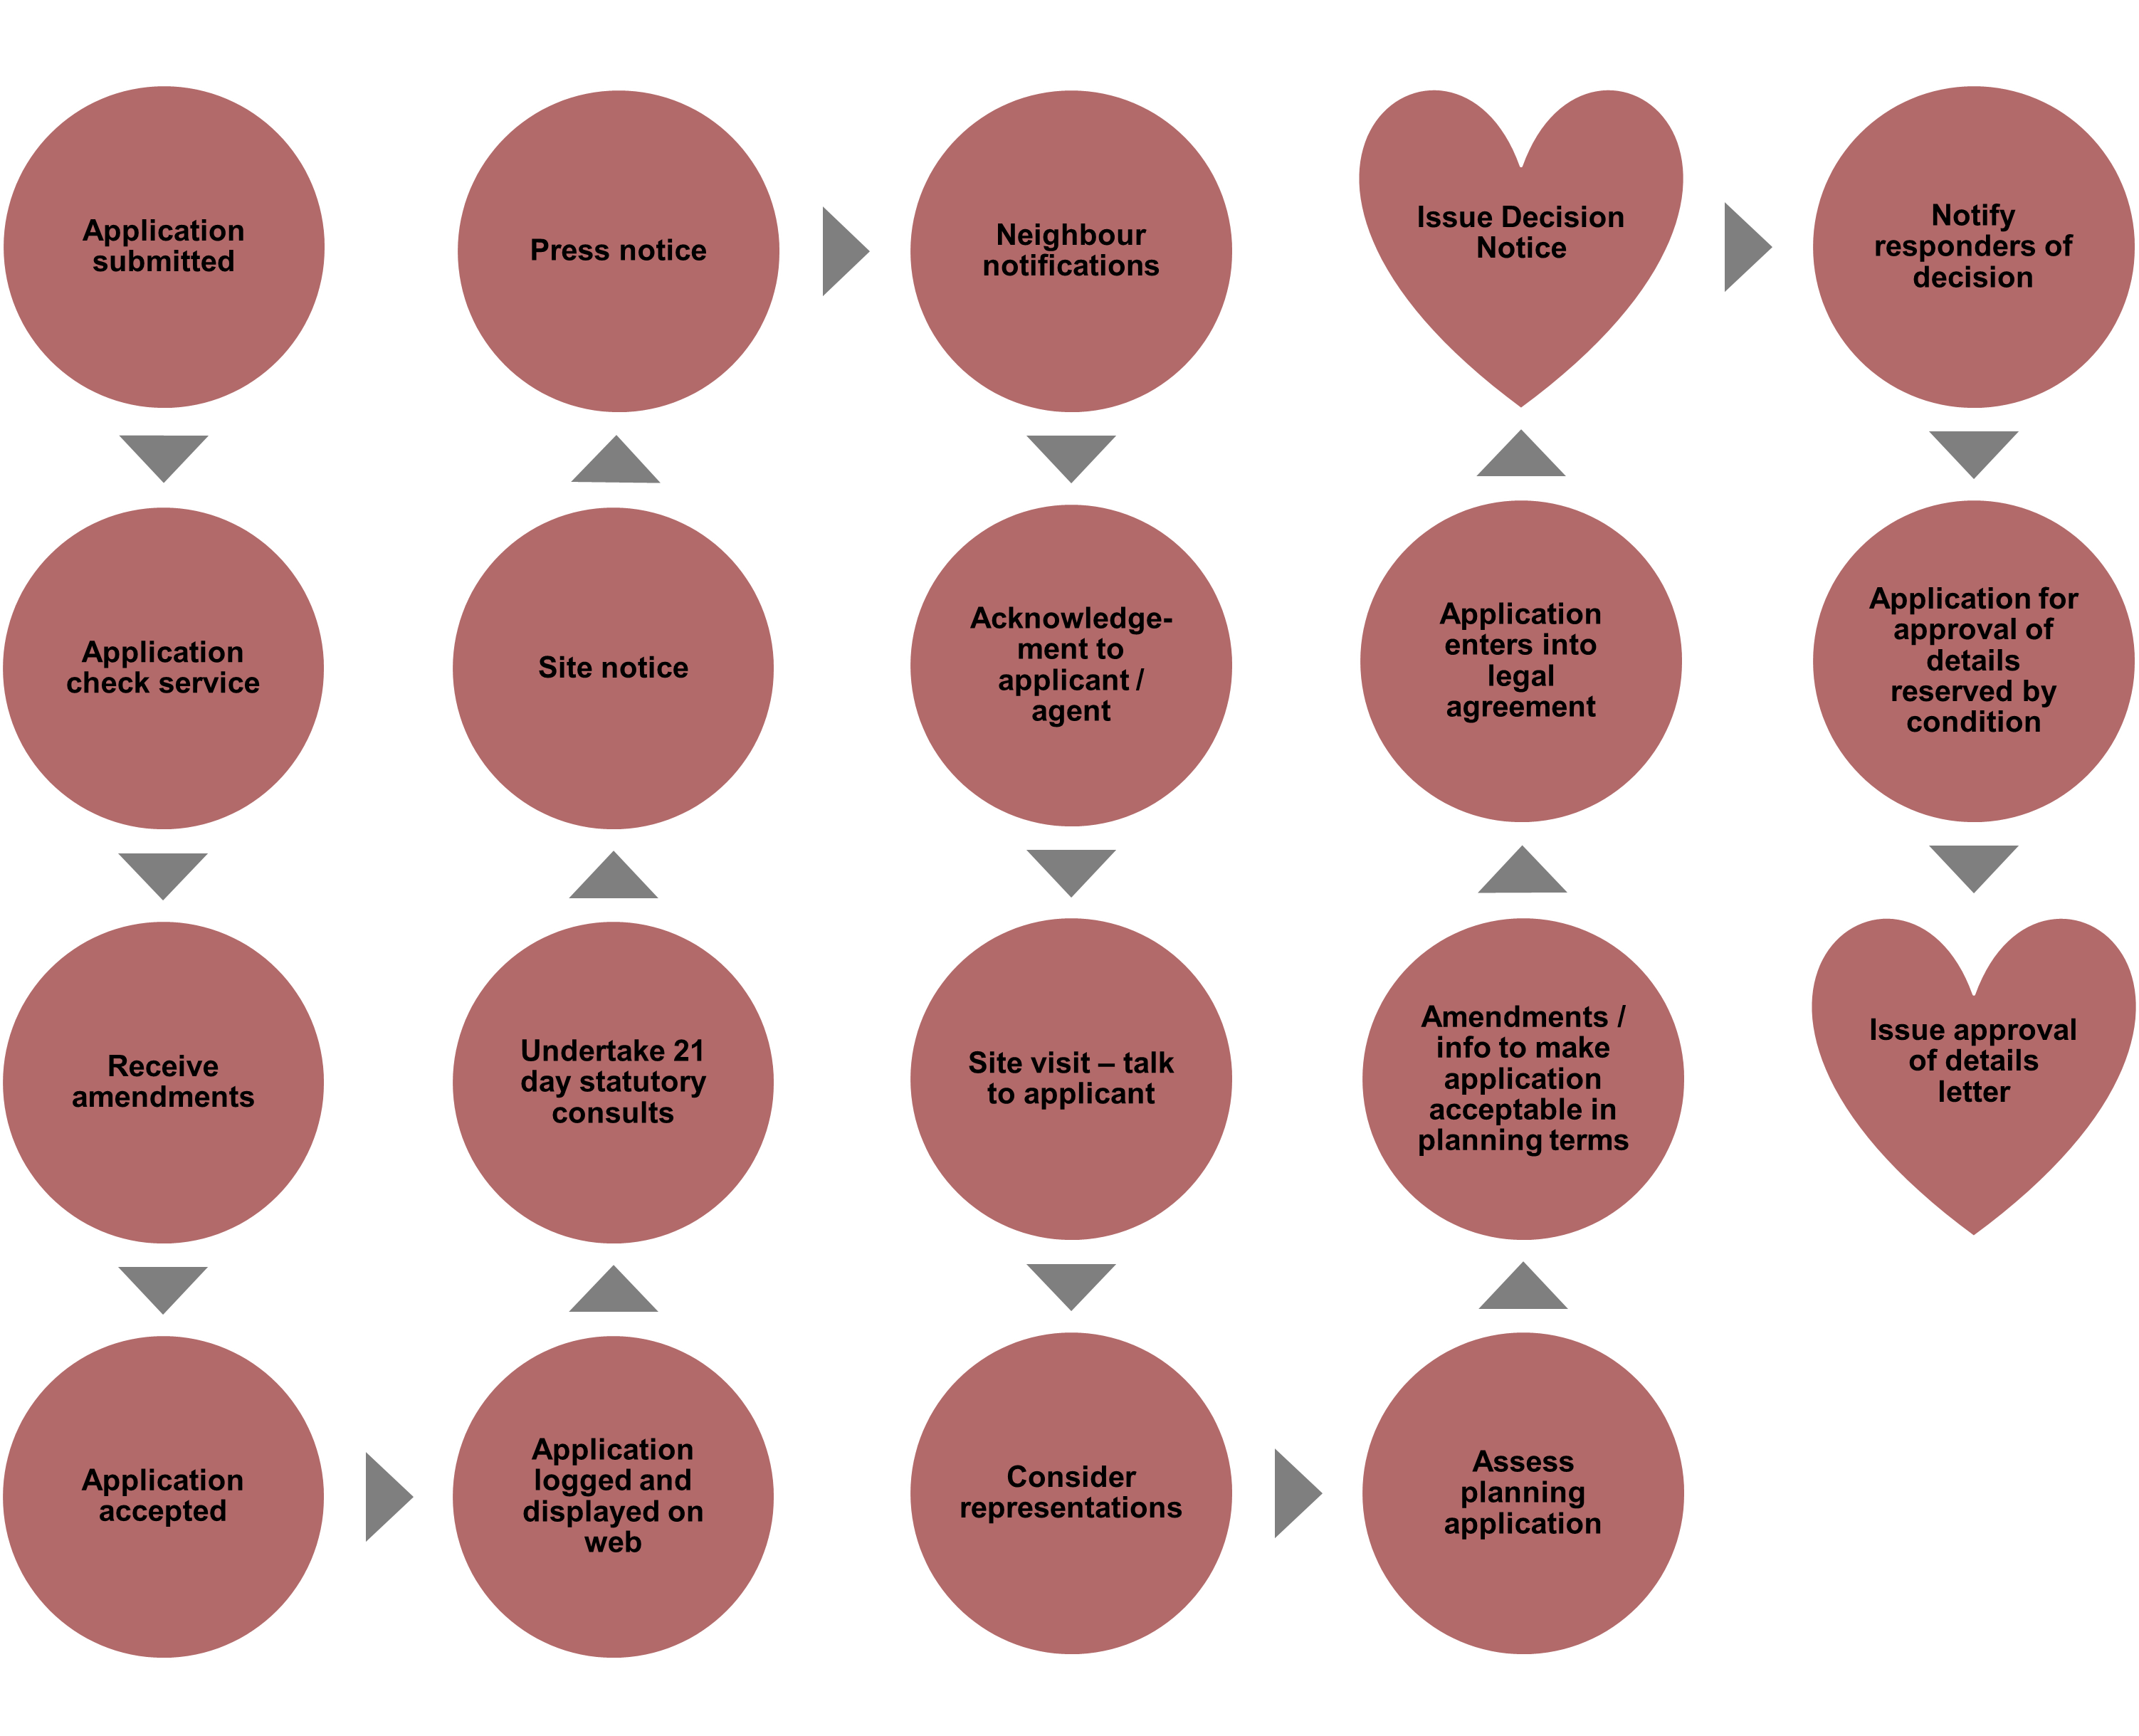 Application
submitted
Application
check service
Receive
amendments
Application
accepted
Application
logged and
displayed on
web
Undertake 21
day statutory
consults
Site notice
Press notice
Neighbour
notifications
Acknowledge-
ment to
applicant /
agent
Site visit – talk
to applicant
Consider
representations
Assess
planning
application
Amendments /
info to make
application
acceptable in
planning terms
Application
enters into
legal
agreement
Issue Decision
Notice
Notify
responders of
decision
Application for
approval of
details
reserved by
condition
Issue approval
of details
letter